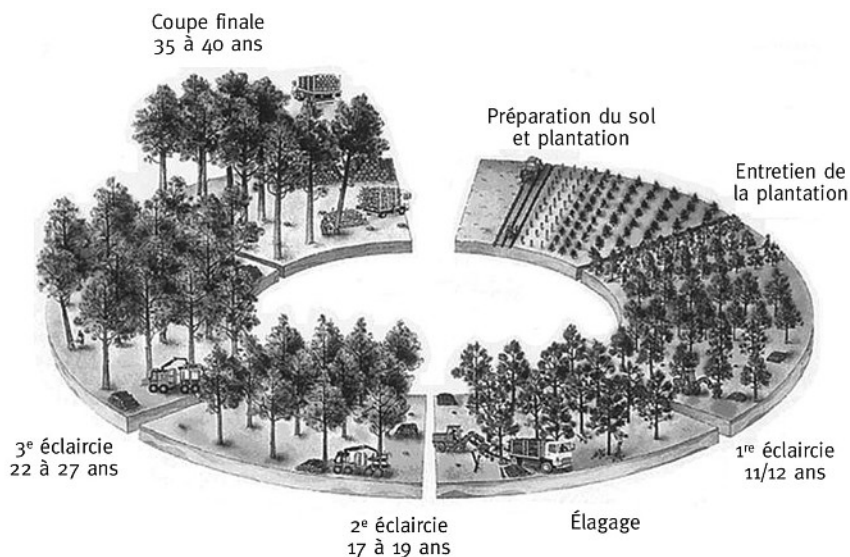 Coupe finale
35 à 40 ans
Préparation du sol
et plantation
Entretien de
la plantation
3e éclaircie
22 à 27 ans
1re éclaircie
11/12 ans
2e éclaircie
17 à 19 ans
Élagage